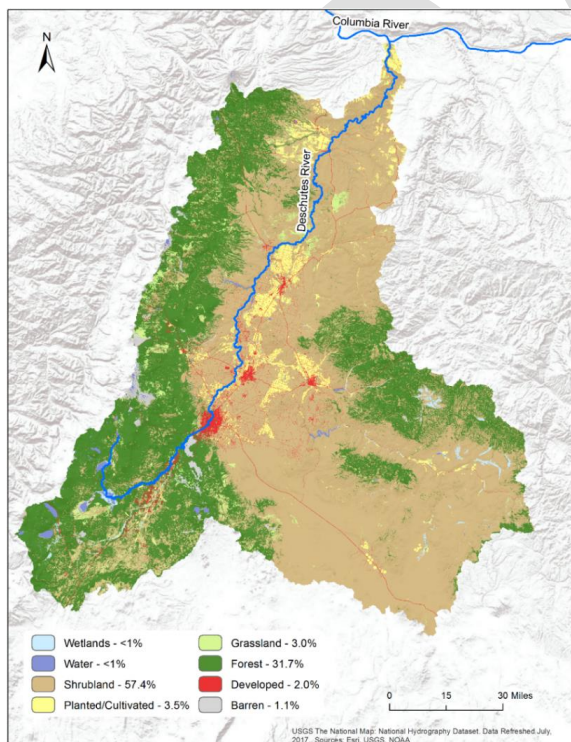 Columbia River
N
Deschutes River
Wetlands - <1%
Water - <1%
Shrubland - 57.4%
Planted/Cultivated - 3.5%
Grassland - 3.0%
Forest - 31.7%
Developed - 2.0%
Barren - 1.1%
0 15 30 Miles
USGS The National Map: National Hydrography Dataset. Data Refreshed July,
2017., Sources: Esri, USGS, NOAA